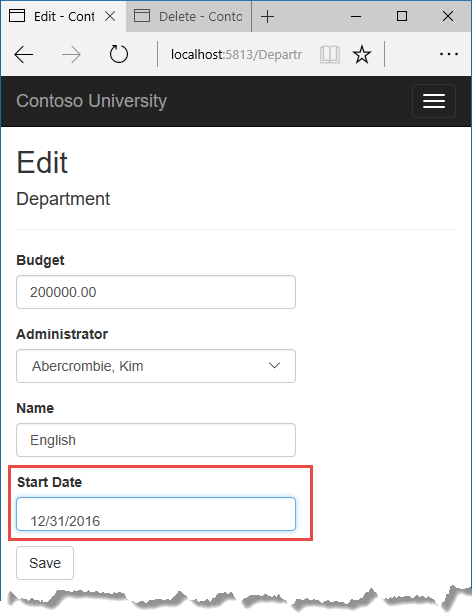 Edit - Cont
Delete - Conto
localhost:5813/Departr
Contoso University
Edit
Department
Budget
200000.00
Administrator
Abercrombie, Kim
Name
English
Start Date
12/31/2016
Save